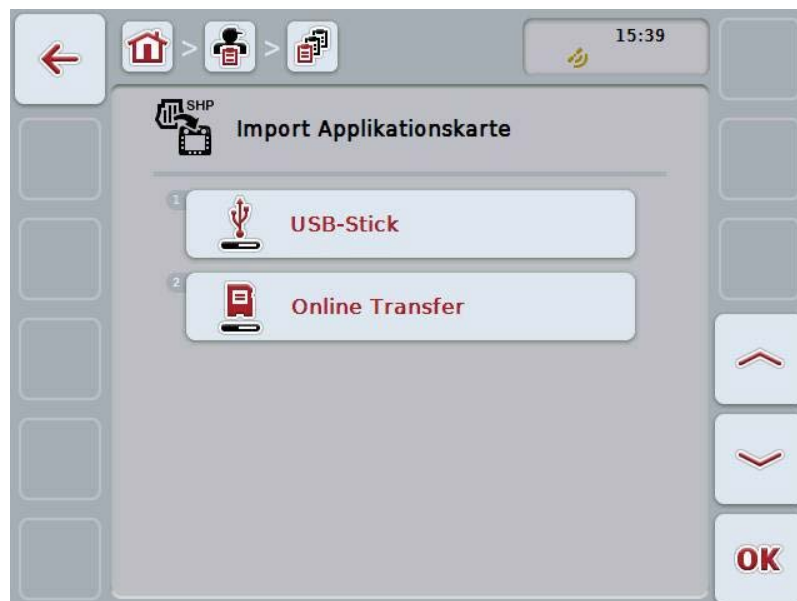 > >
15:39
SHP
Import Applikationskarte
1
USB-Stick
2
Online Transfer
OK